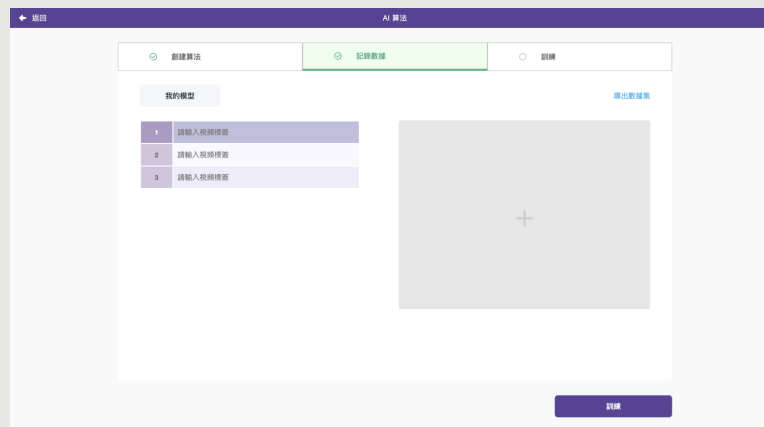 返回
AI 算法
創建算法
記錄數據
訓練
我的模型
導出數據集
1 請輸入視頻標簽
2 請輸入視頻標簽
3 請輸入視頻標簽
訓練